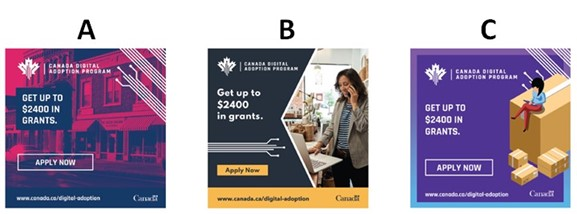 A
CANADA DIGITAL
ADOPTION PROGRAM
GET UP TO
$2400 IN
GRANTS.
APPLY NOW
www.canada.ca/digital-adoption
Canada
B
CANADA DIGITAL
ADOPTION PROGRAM
Get up to
$2400
in grants.
Apply Now
www.canada.ca/digital-adoption
Canada
C
CANADA DIGITAL
ADOPTION PROGRAM
GET UP TO
$2400 IN
GRANTS.
APPLY NOW
www.canada.ca/digital-adoption
Canada